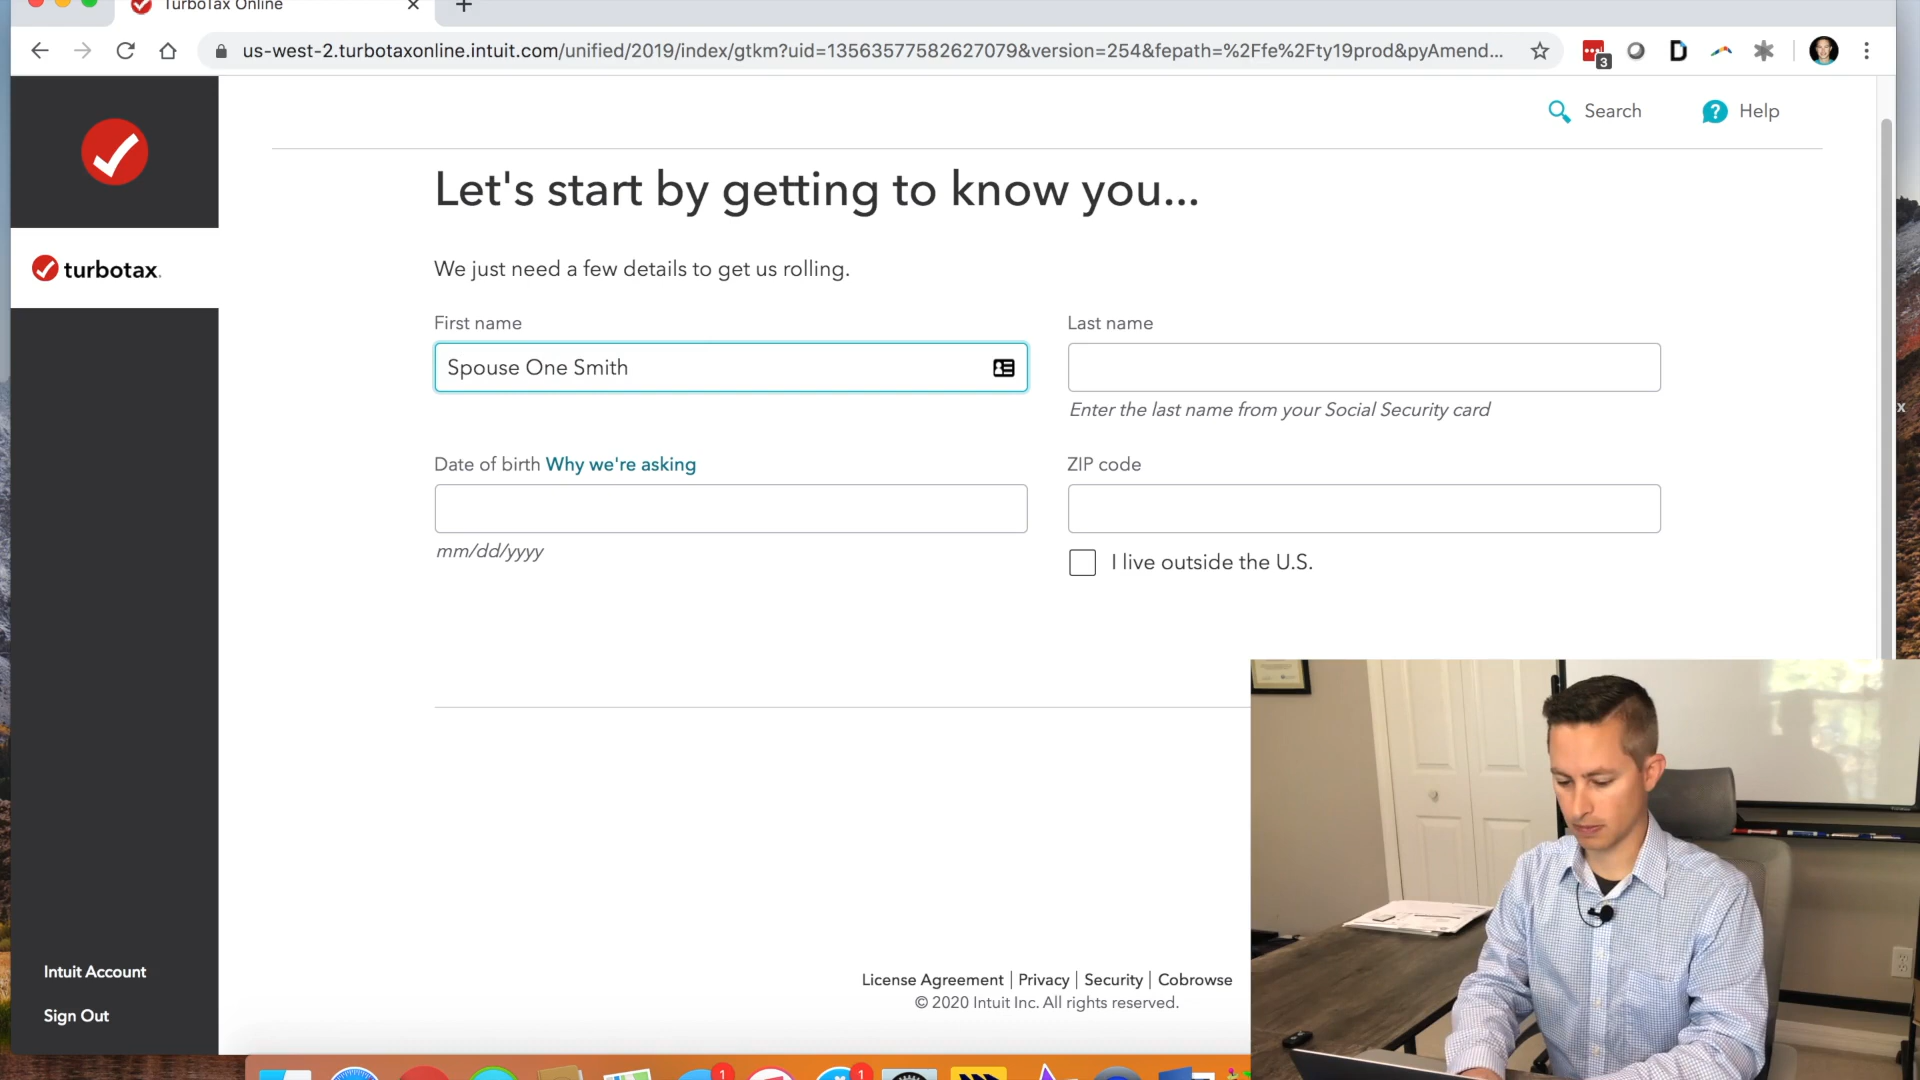 TurboTax Online
us-west-2.turbotaxonline.intuit.com/unified/2019/index/gtkm?uid=13563577582627079&version=254&fepath=%2Ffe%2Fty19prod&pyAmend...
3
Search
Help
Let's start by getting to know you...
turbotax.
We just need a few details to get us rolling.
First name
Last name
Spouse One Smith
Enter the last name from your Social Security card
Date of birth Why we're asking
ZIP code
mm/dd/yyyy
I live outside the U.S.
Intuit Account
License Agreement | Privacy | Security | Cobrowse
© 2020 Intuit Inc. All rights reserved.
Sign Out
1
1